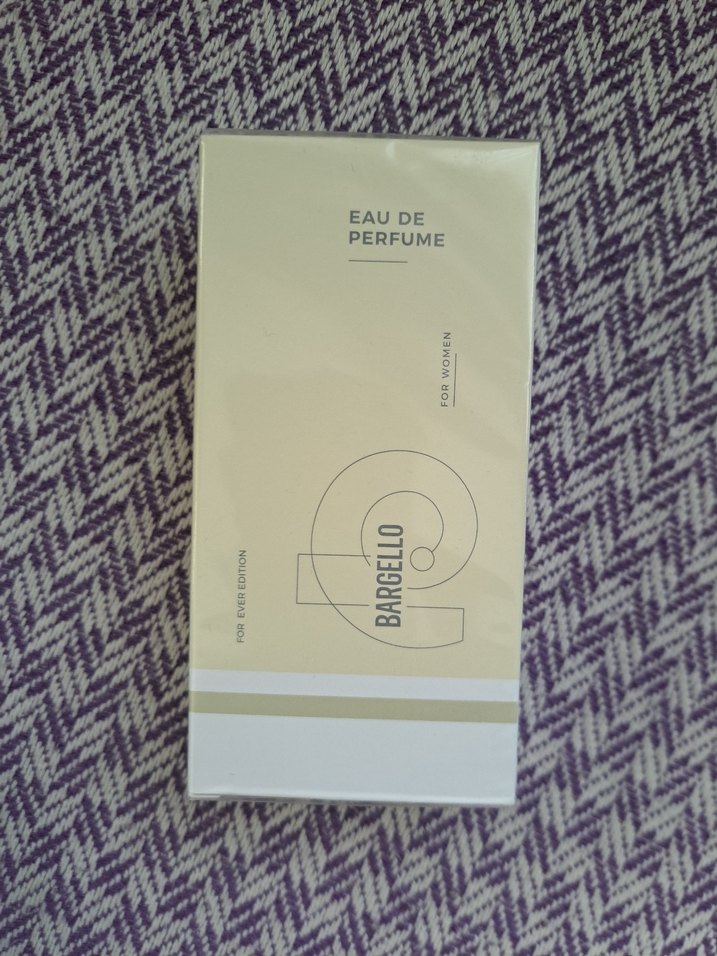 EAU DE
PERFUME
FOR WOMEN
BARGELLO
FOR EVER EDITION